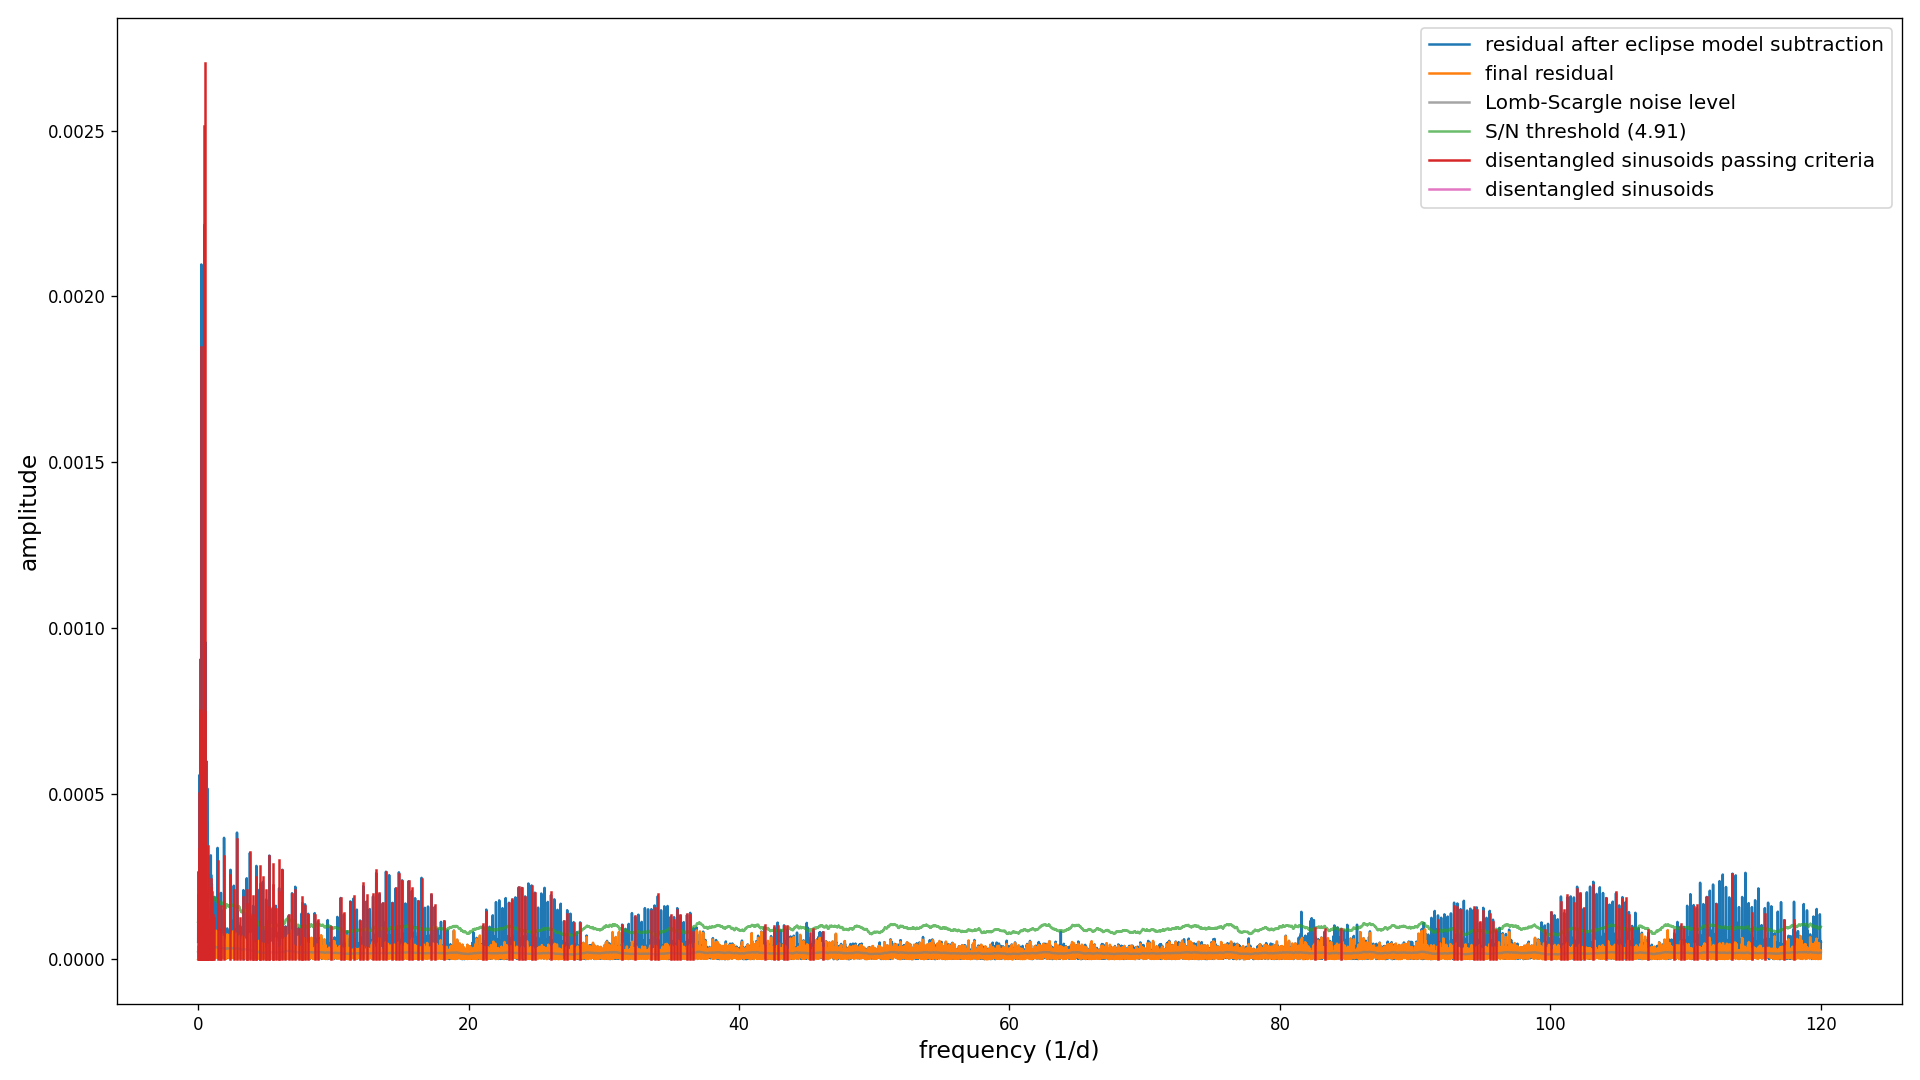 residual after eclipse model subtraction
final residual
Lomb-Scargle noise level
S/N threshold (4.91)
disentangled sinusoids passing criteria
disentangled sinusoids
0.0025
0.0020
0.0015
0.0010
0.0005
0.0000
amplitude
0 20 40 60 80 100 120
frequency (1/d)